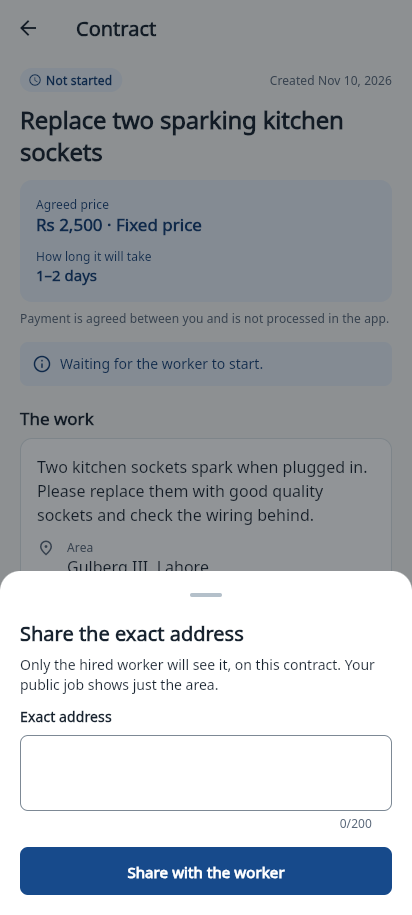 Contract
Not started
Created Nov 10, 2026
Replace two sparking kitchen
sockets
Agreed price
Rs 2,500 · Fixed price
How long it will take
1–2 days
Payment is agreed between you and is not processed in the app.
Waiting for the worker to start.
The work
Two kitchen sockets spark when plugged in.
Please replace them with good quality
sockets and check the wiring behind.
Area
Gulberg III, Lahore
Share the exact address
Only the hired worker will see it, on this contract. Your
public job shows just the area.
Exact address
0/200
Share with the worker